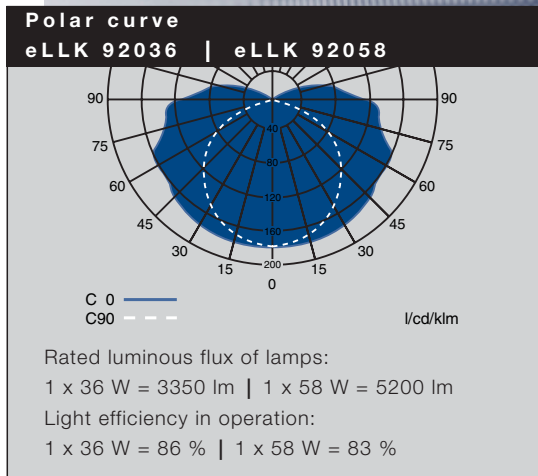 Polar curve
eLLK 92036 | eLLK 92058
90 90
40
75 75
80
60 60
120
45 45
160
30 30
200
15 15
0
C 0
C90 l/cd/klm
Rated luminous flux of lamps:
1 x 36 W = 3350 lm | 1 x 58 W = 5200 lm
Light efficiency in operation:
1 x 36 W = 86 % | 1 x 58 W = 83 %